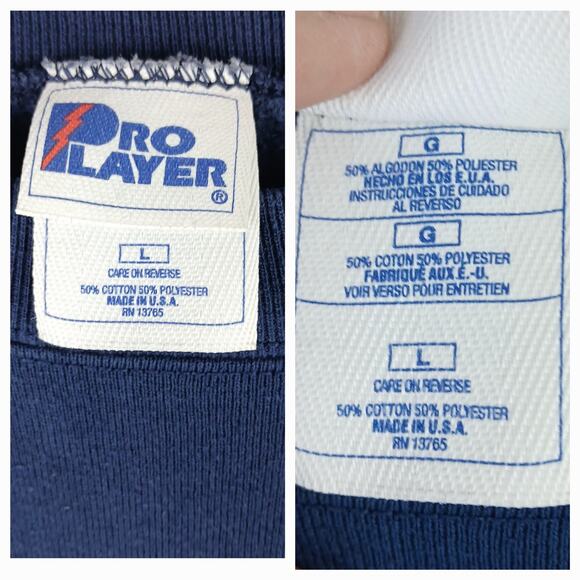 PRO
PLAYER
®
L
CARE ON REVERSE
50% COTTON 50% POLYESTER
MADE IN U.S.A.
RN 13765
G
50% ALGODON 50% POLIESTER
HECHO EN LOS E.U.A.
INSTRUCCIONES DE CUIDADO
AL REVERSO
G
50% COTON 50% POLYESTER
FABRIQUÉ AUX É.-U.
VOIR VERSO POUR ENTRETIEN
L
CARE ON REVERSE
50% COTTON 50% POLYESTER
MADE IN U.S.A.
RN 13765